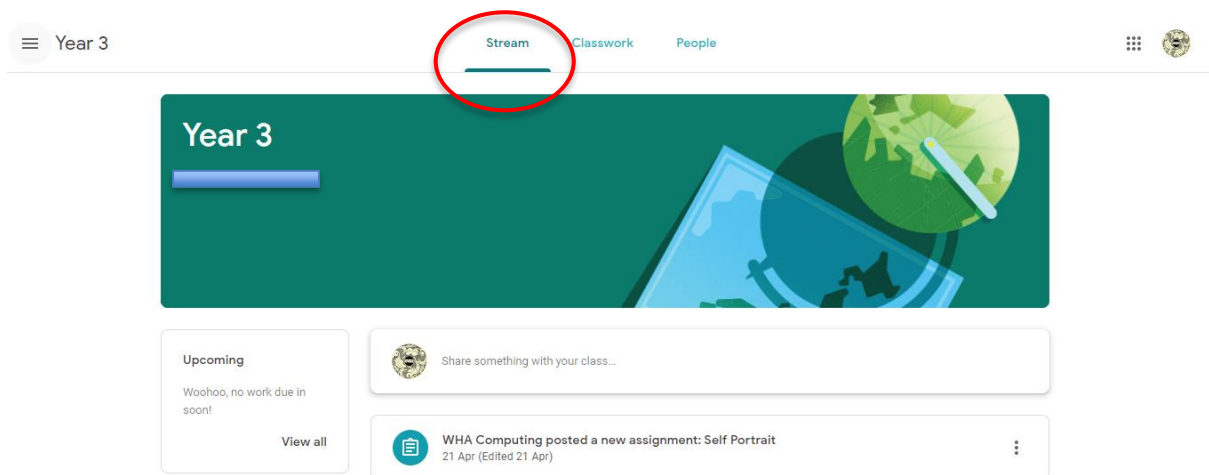 Year 3
Stream Classwork People
Year 3
Upcoming
Woohoo, no work due in
soon!
View all
Share something with your class...
WHA Computing posted a new assignment: Self Portrait
21 Apr (Edited 21 Apr)